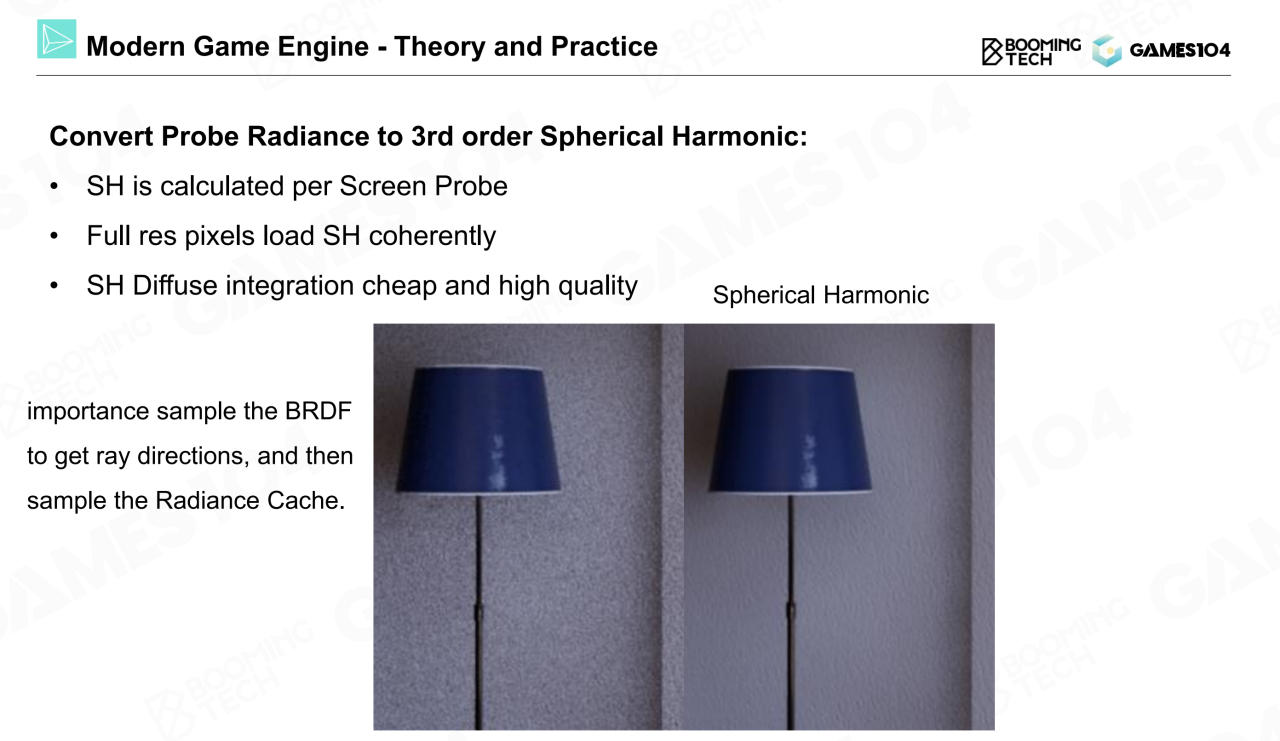 Modern Game Engine - Theory and Practice
BOOMING
TECH
GAMES104
Convert Probe Radiance to 3rd order Spherical Harmonic:
• SH is calculated per Screen Probe
• Full res pixels load SH coherently
• SH Diffuse integration cheap and high quality
Spherical Harmonic
importance sample the BRDF
to get ray directions, and then
sample the Radiance Cache.